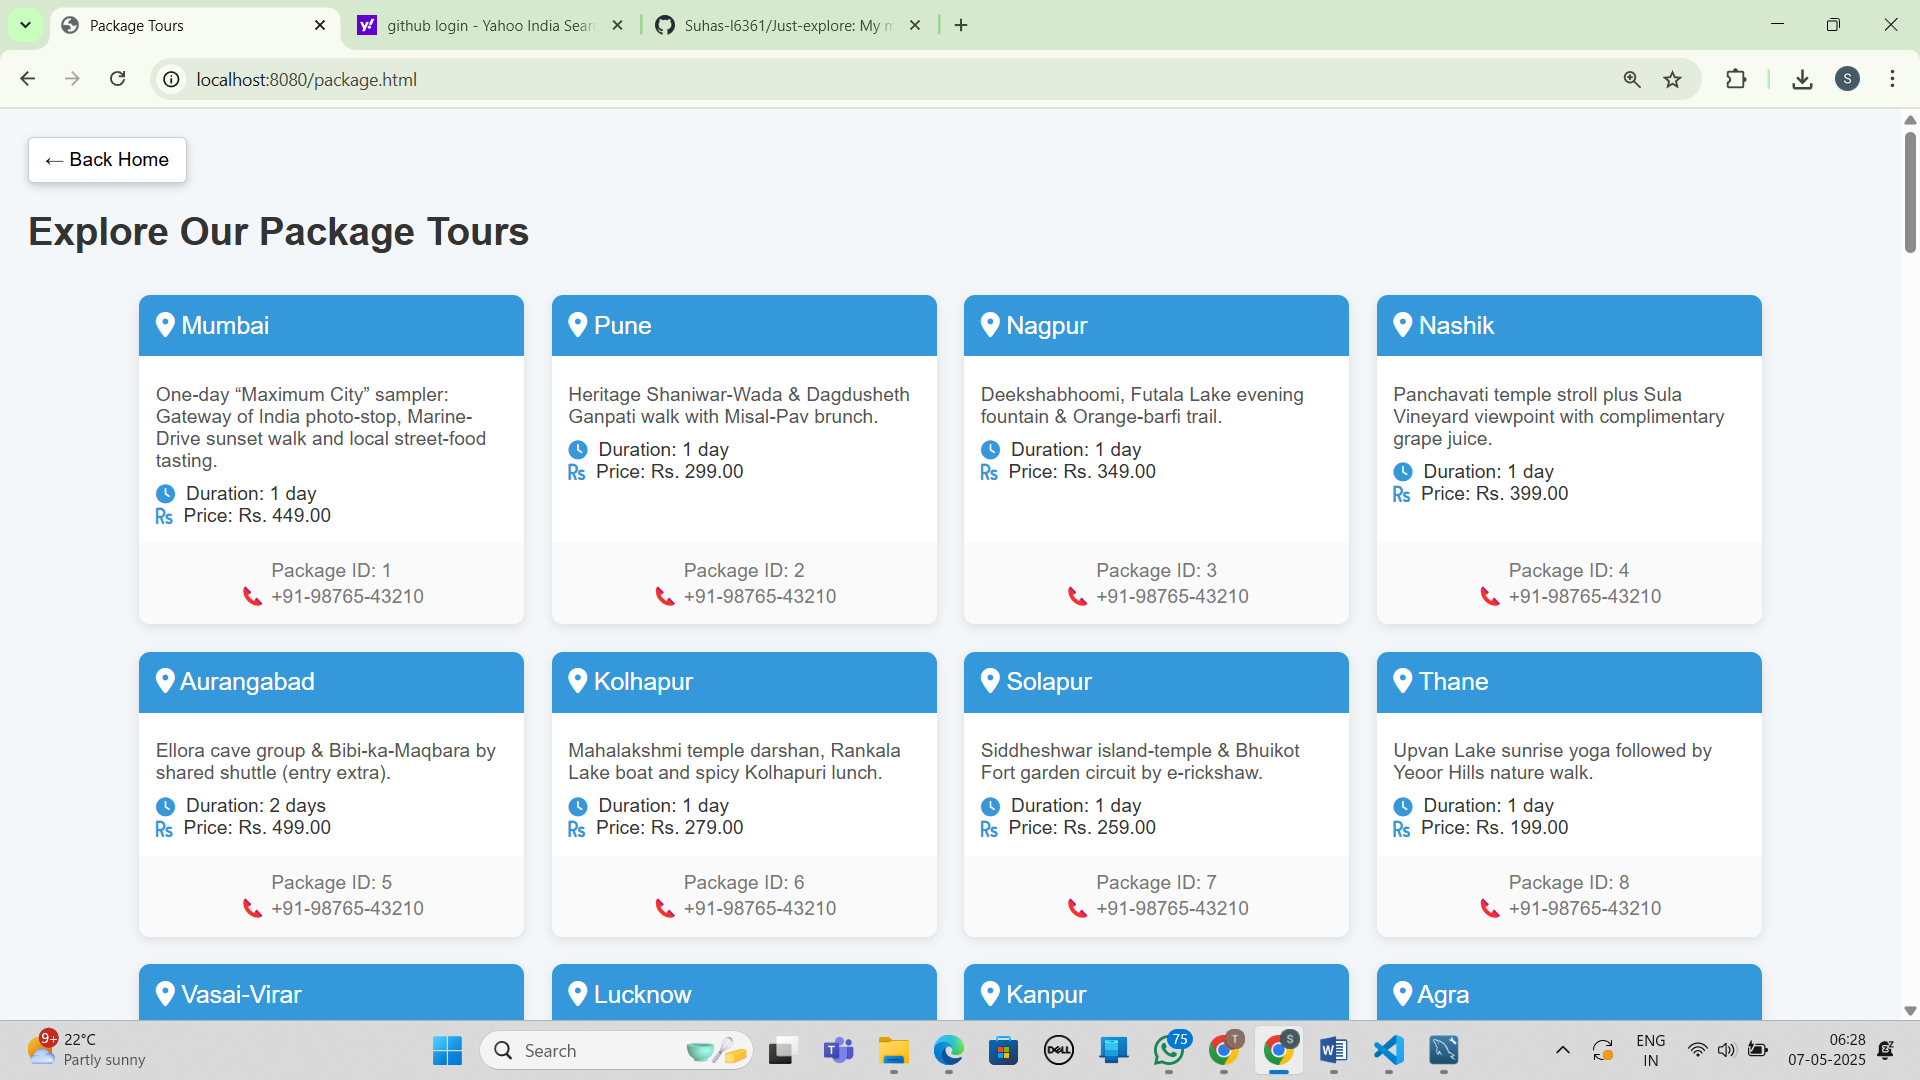 Package Tours
github login - Yahoo India Sear
Suhas-l6361/Just-explore: My m
localhost:8080/package.html
S
← Back Home
Explore Our Package Tours
Mumbai
One-day “Maximum City” sampler:
Gateway of India photo-stop, Marine-
Drive sunset walk and local street-food
tasting.
Duration: 1 day
Rs Price: Rs. 449.00
Package ID: 1
+91-98765-43210
Pune
Heritage Shaniwar-Wada & Dagdusheth
Ganpati walk with Misal-Pav brunch.
Duration: 1 day
Rs Price: Rs. 299.00
Package ID: 2
+91-98765-43210
Nagpur
Deekshabhoomi, Futala Lake evening
fountain & Orange-barfi trail.
Duration: 1 day
Rs Price: Rs. 349.00
Package ID: 3
+91-98765-43210
Nashik
Panchavati temple stroll plus Sula
Vineyard viewpoint with complimentary
grape juice.
Duration: 1 day
Rs Price: Rs. 399.00
Package ID: 4
+91-98765-43210
Aurangabad
Ellora cave group & Bibi-ka-Maqbara by
shared shuttle (entry extra).
Duration: 2 days
Rs Price: Rs. 499.00
Package ID: 5
+91-98765-43210
Kolhapur
Mahalakshmi temple darshan, Rankala
Lake boat and spicy Kolhapuri lunch.
Duration: 1 day
Rs Price: Rs. 279.00
Package ID: 6
+91-98765-43210
Solapur
Siddheshwar island-temple & Bhuikot
Fort garden circuit by e-rickshaw.
Duration: 1 day
Rs Price: Rs. 259.00
Package ID: 7
+91-98765-43210
Thane
Upvan Lake sunrise yoga followed by
Yeoor Hills nature walk.
Duration: 1 day
Rs Price: Rs. 199.00
Package ID: 8
+91-98765-43210
Vasai-Virar
Lucknow
Kanpur
Agra
9+
22°C
Partly sunny
Search
DELL
75
T
S
ENG
IN
06:28
07-05-2025